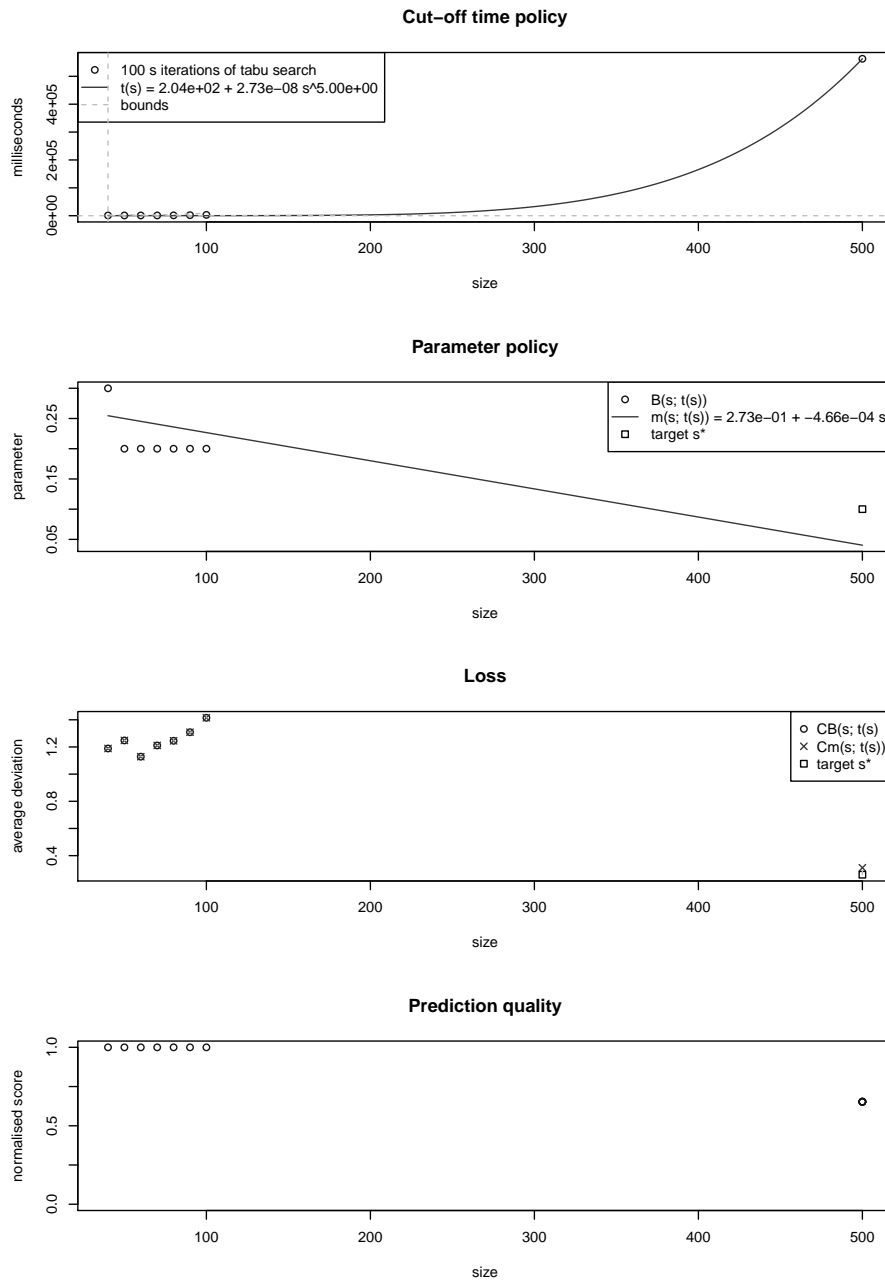 Cut−off time policy
100 s iterations of tabu search
t(s) = 2.04e+02 + 2.73e−08 s^5.00e+00
bounds
milliseconds
0e+00 2e+05 4e+05
100 200 300 400 500
size
Parameter policy
B(s; t(s))
m(s; t(s)) = 2.73e−01 + −4.66e−04 s
target s*
parameter
0.05 0.15 0.25
100 200 300 400 500
size
Loss
CB(s; t(s)
Cm(s; t(s))
target s*
average deviation
0.4 0.8 1.2
100 200 300 400 500
size
Prediction quality
normalised score
0.0 0.5 1.0
100 200 300 400 500
size